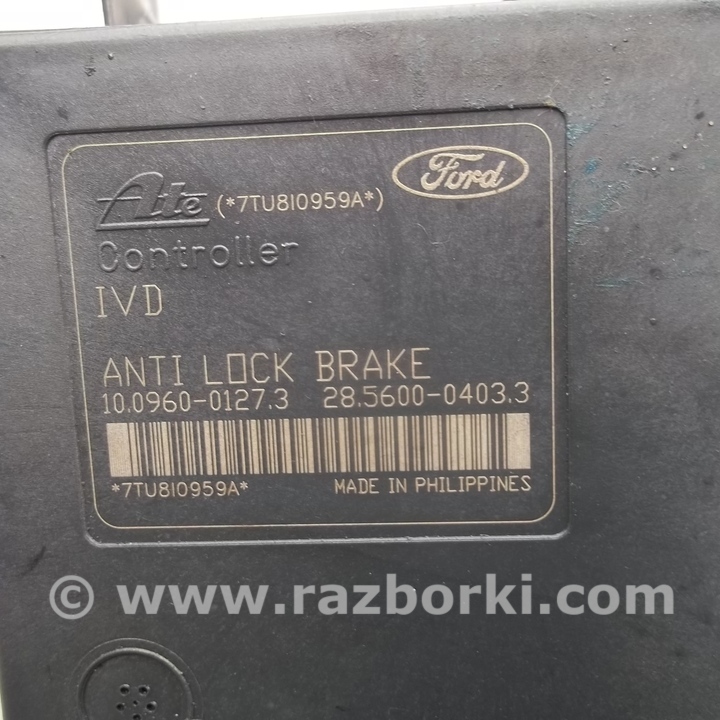 Ate (*7TU8I0959A*) Ford
Controller
IVD
ANTI LOCK BRAKE
10.0960-0127.3 28.5600-0403.3
*7TU8I0959A* MADE IN PHILIPPINES
© www.razborki.com